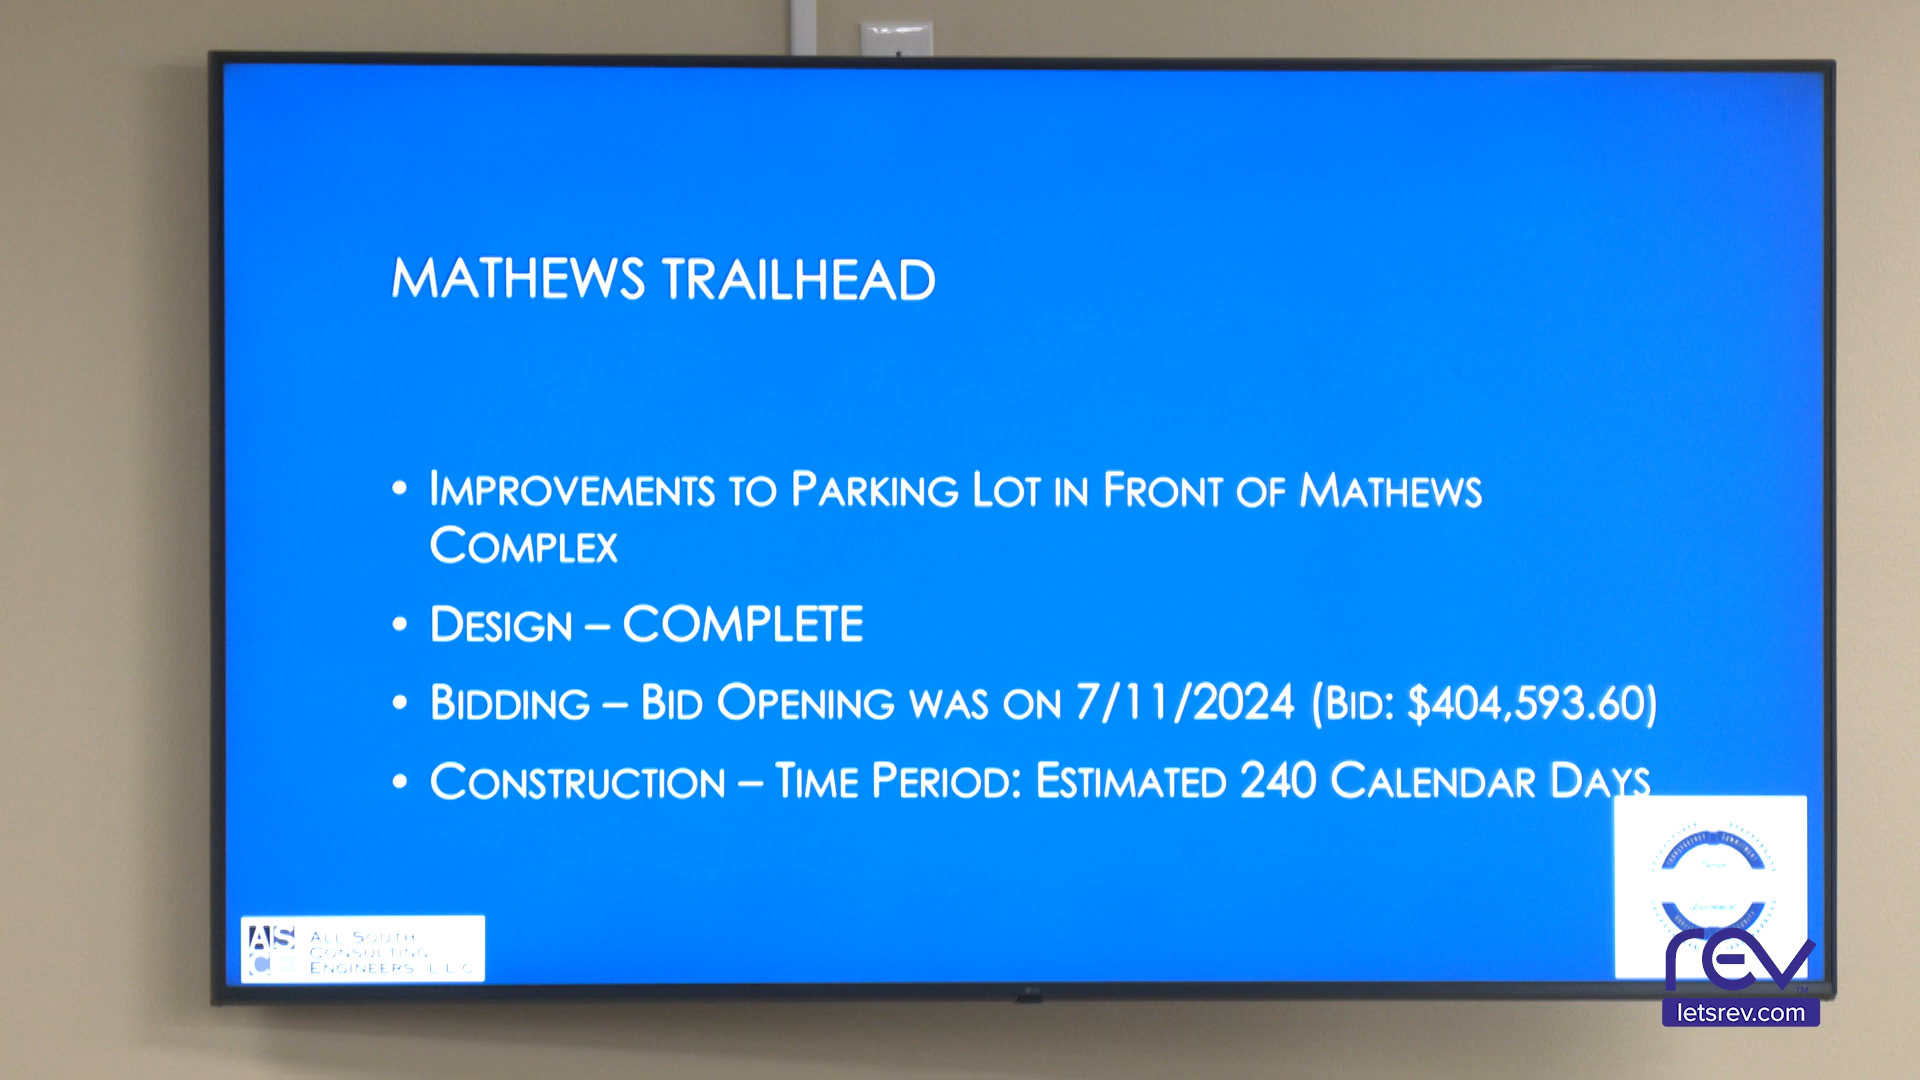 MATHEWS TRAILHEAD
• IMPROVEMENTS TO PARKING LOT IN FRONT OF MATHEWS
COMPLEX
• DESIGN – COMPLETE
• BIDDING – BID OPENING WAS ON 7/11/2024 (BID: $404,593.60)
• CONSTRUCTION – TIME PERIOD: ESTIMATED 240 CALENDAR DAYS
ASC
ALL SOUTH
CONSULTING
ENGINEERS, L.L.C.
rev
TM
letsrev.com